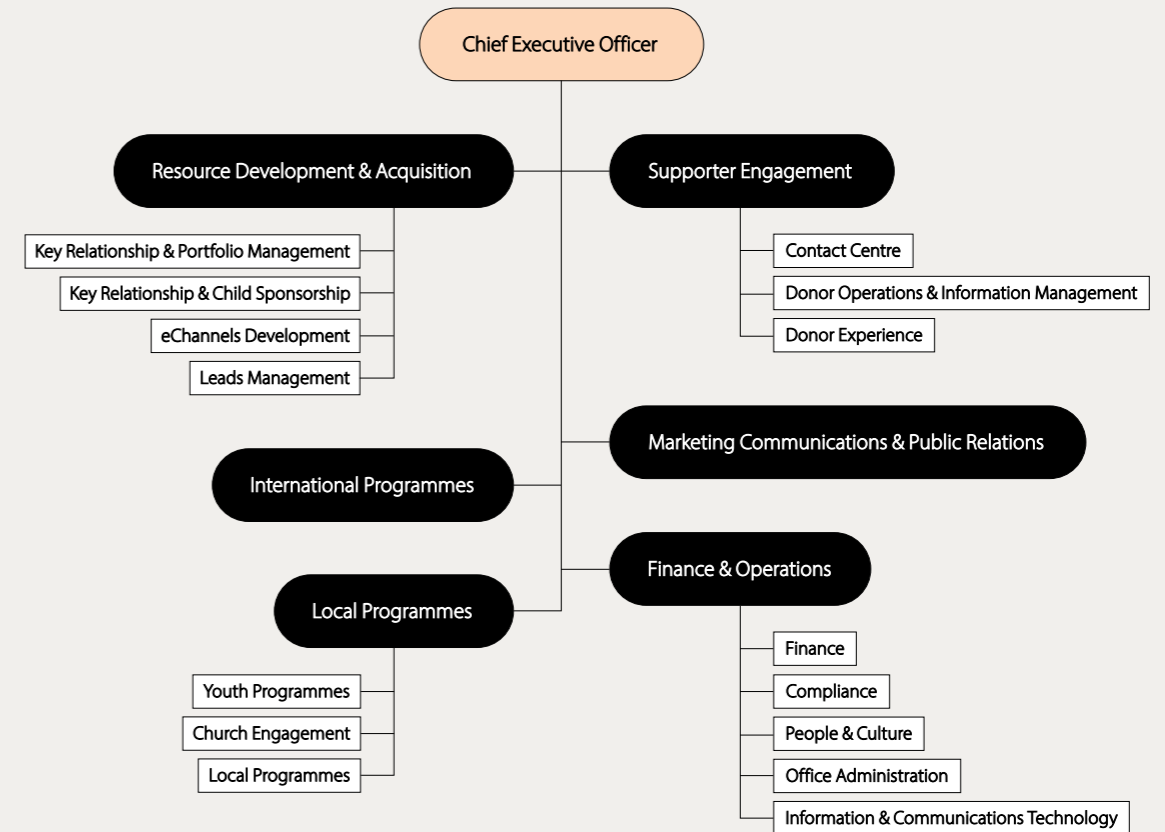 Chief Executive Officer
Resource Development & Acquisition
Key Relationship & Portfolio Management
Key Relationship & Child Sponsorship
eChannels Development
Leads Management
Supporter Engagement
Contact Centre
Donor Operations & Information Management
Donor Experience
Marketing Communications & Public Relations
International Programmes
Finance & Operations
Finance
Compliance
People & Culture
Office Administration
Information & Communications Technology
Local Programmes
Youth Programmes
Church Engagement
Local Programmes